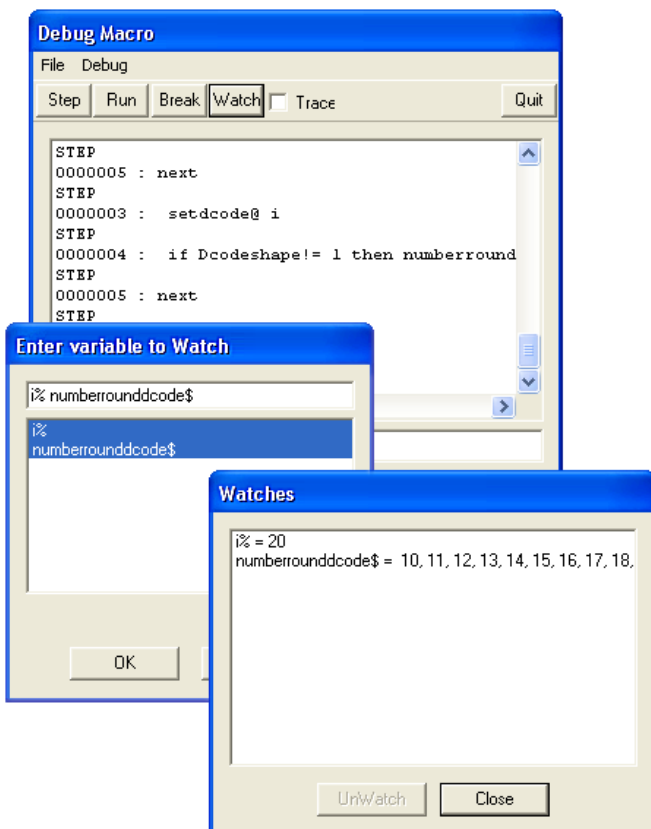 Debug Macro
File Debug
Step Run Break Watch Trace Quit
STEP
0000005 : next
STEP
0000003 : setdcode@ i
STEP
0000004 : if Dcodeshape!= 1 then numberround
STEP
0000005 : next
STEP
Enter variable to Watch
i% numberrounddcode$
i%
numberrounddcode$
OK
Watches
i% = 20
numberrounddcode$ = 10, 11, 12, 13, 14, 15, 16, 17, 18,
UnWatch Close